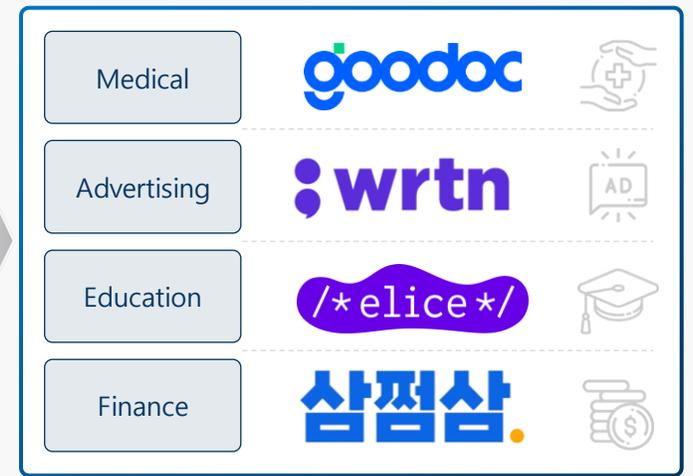 Medical
goodoc
Advertising
;wrtn
AD
Education
/*elice*/
Finance
삼쩜삼.
$